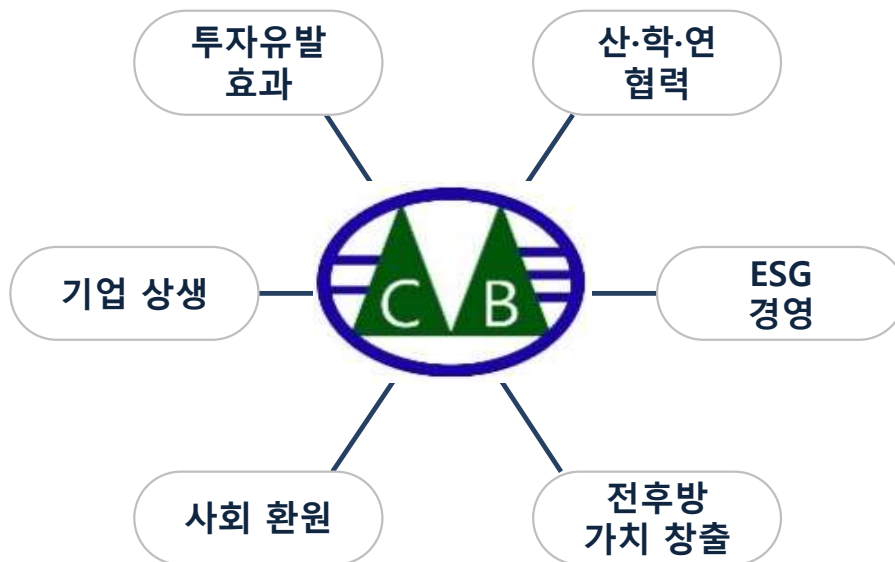 투자유발
효과
산·학·연
협력
기업 상생
C B
ESG
경영
사회 환원
전후방
가치 창출